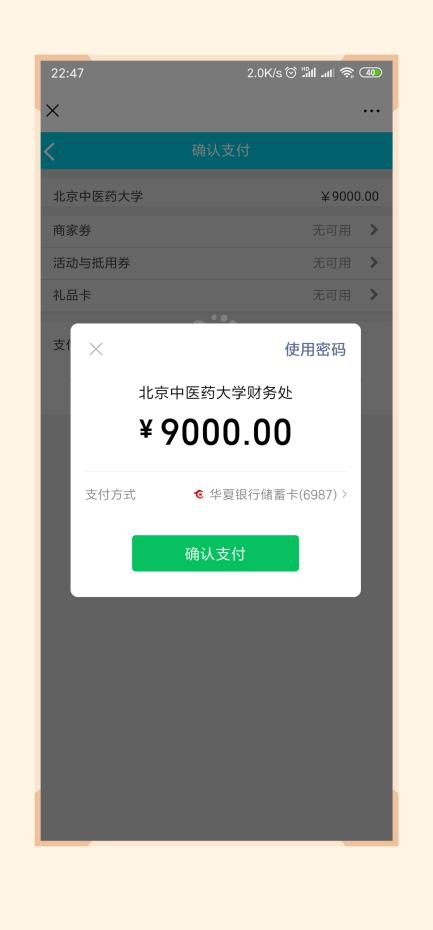 22:47 2.0K/s HD 40
确认支付
北京中医药大学 ￥9000.00
商家券 无可用
活动与抵用券 无可用
礼品卡 无可用
支付
使用密码
北京中医药大学财务处
¥9000.00
支付方式 华夏银行储蓄卡(6987)
确认支付